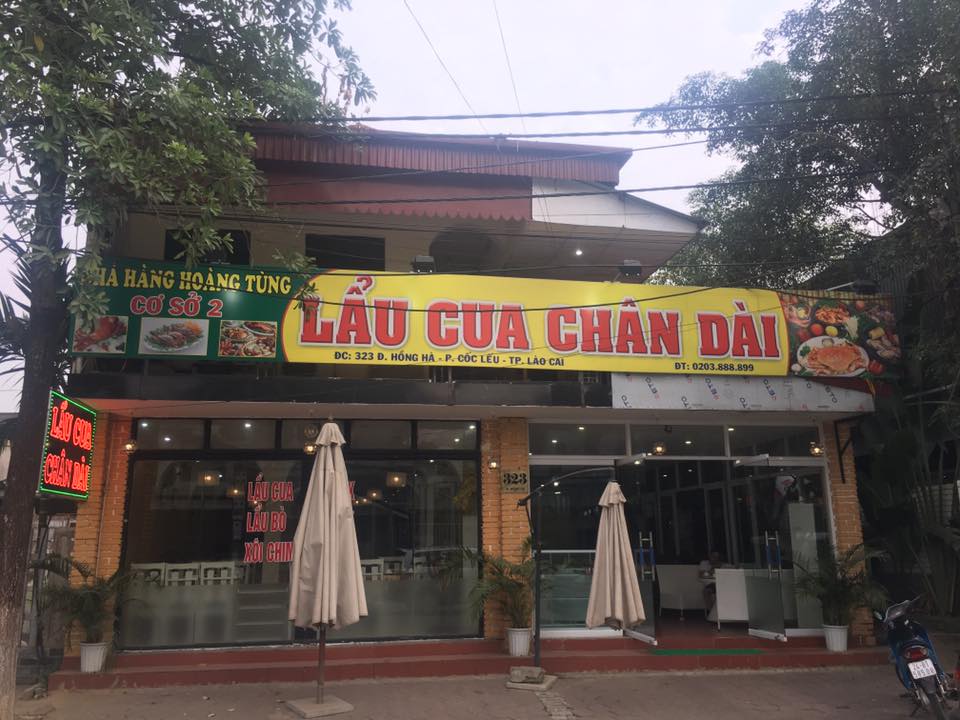 NHÀ HÀNG HOÀNG TÙNG
CƠ SỞ 2
LẨU CUA CHÂN DÀI
ĐC: 323 Đ. HỒNG HÀ - P. CỐC LẾU - TP. LÀO CAI
ĐT: 0203.888.899
LẨU CUA
CHÂN DÀI
LẨU CUA
LẨU BÒ
XÔI CHIM
323